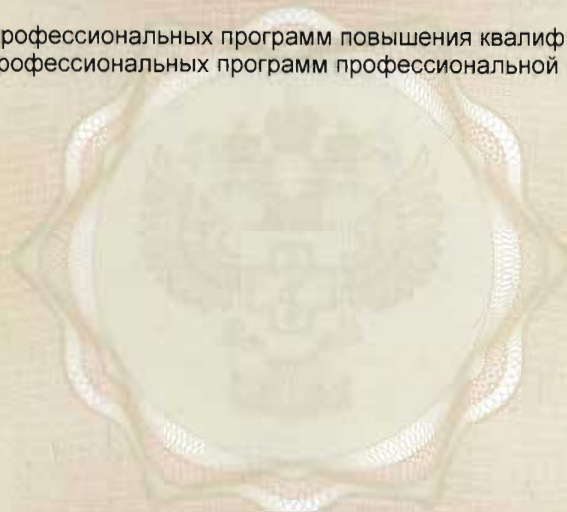 рофессиональных программ повышения квалиф
рофессиональных программ профессиональной